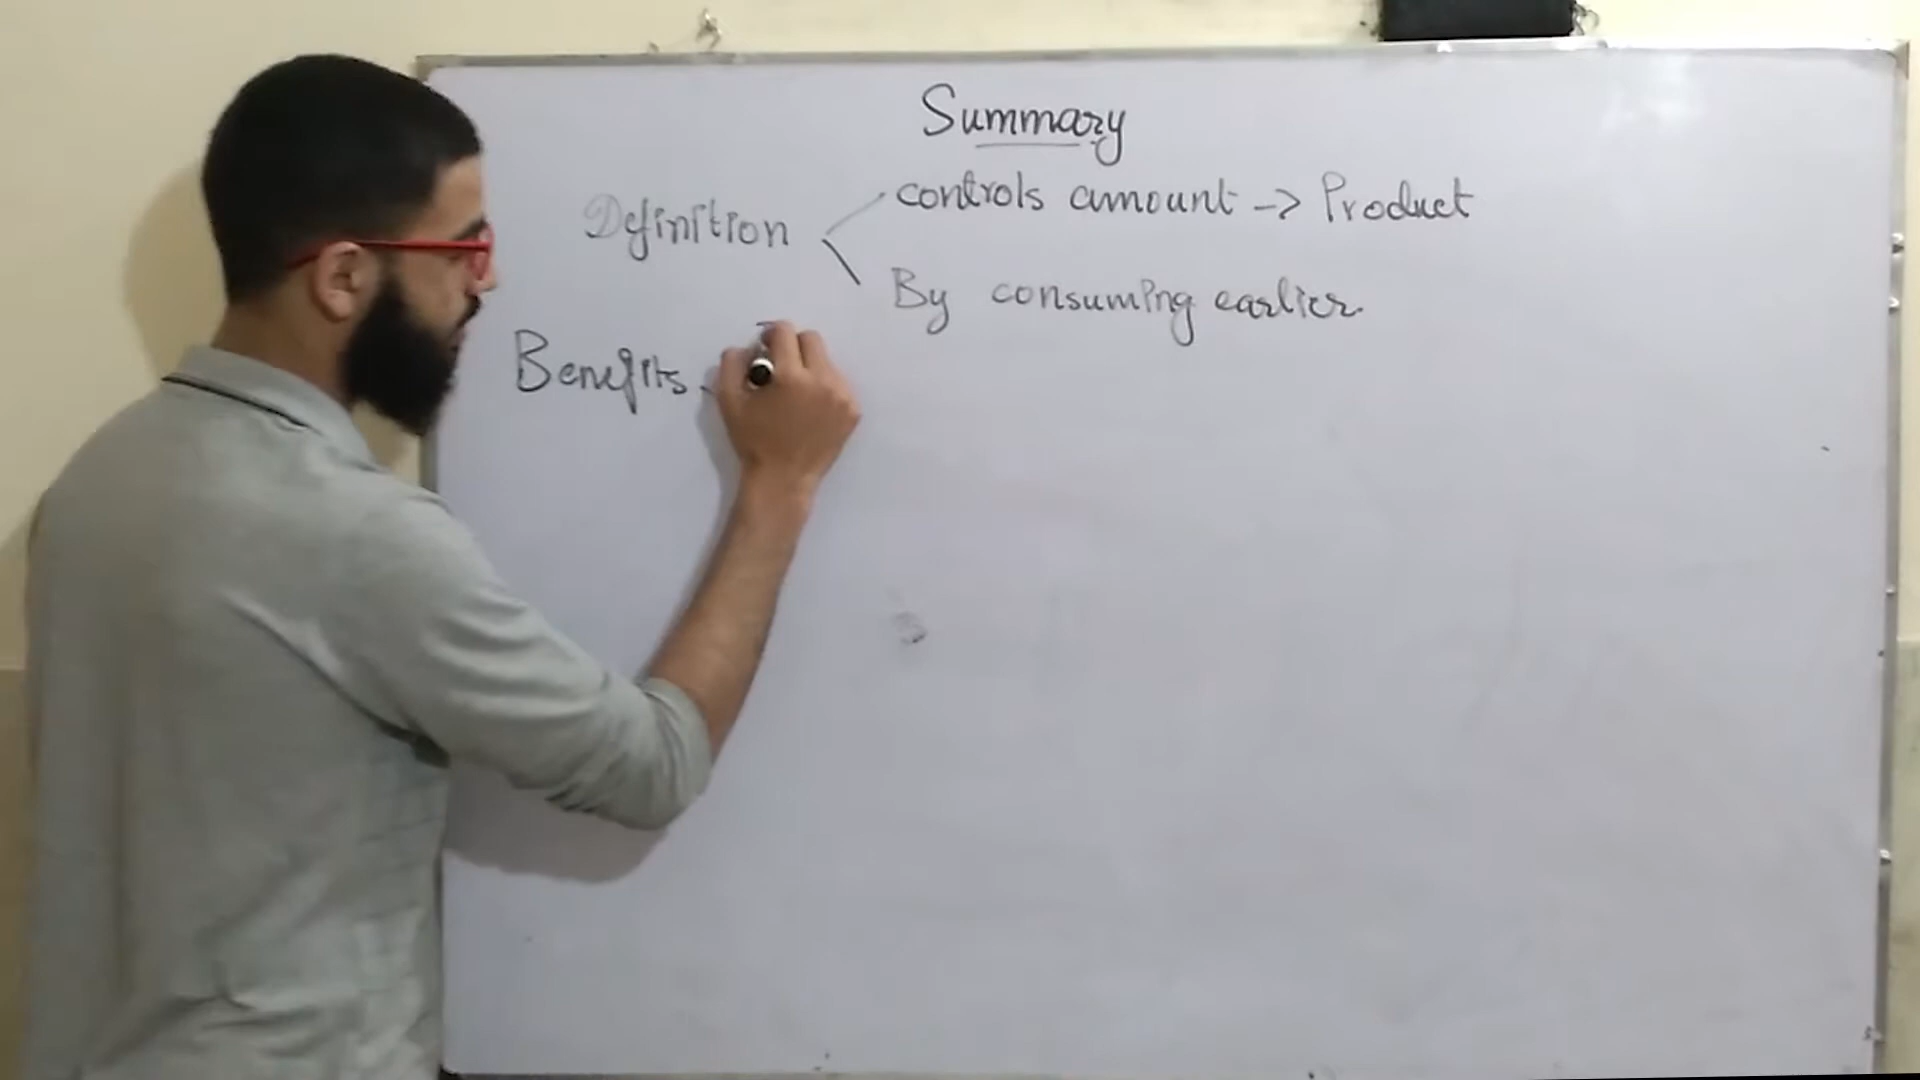 Summary
Definition
controls amount -> Product
By consuming earlier.
Benefits